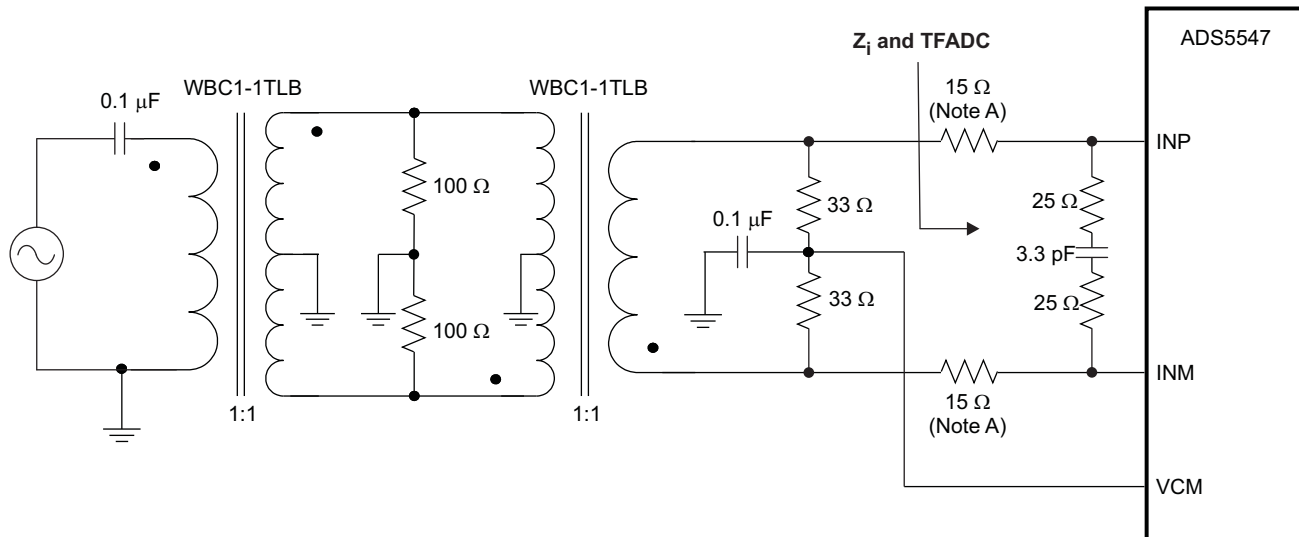 ADS5547
Zi and TFADC
WBC1-1TLB
WBC1-1TLB
0.1 μF
15 Ω
(Note A)
INP
100 Ω
33 Ω
25 Ω
0.1 μF
3.3 pF
33 Ω
25 Ω
100 Ω
INM
1:1
1:1
15 Ω
(Note A)
VCM